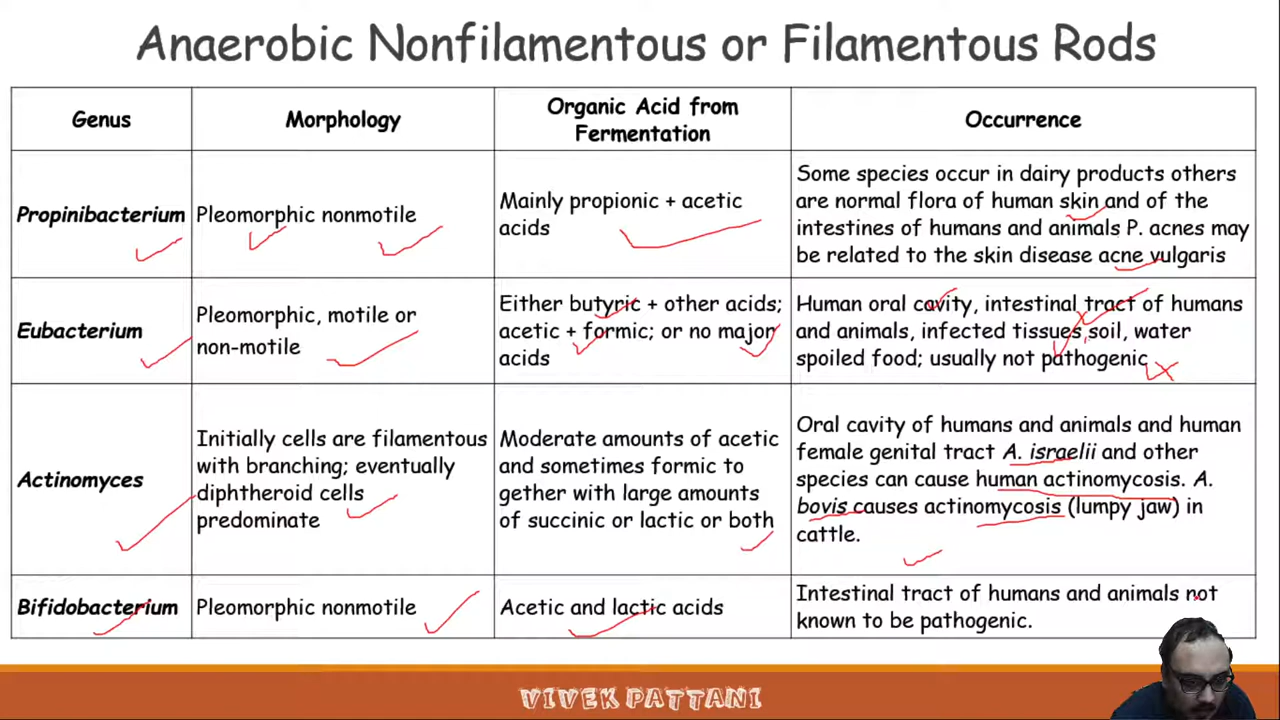 Anaerobic Nonfilamentous or Filamentous Rods
Genus
Morphology
Organic Acid from
Fermentation
Occurrence
Propinibacterium
Pleomorphic nonmotile
Mainly propionic + acetic
acids
Some species occur in dairy products others
are normal flora of human skin and of the
intestines of humans and animals P. acnes may
be related to the skin disease acne vulgaris
Eubacterium
Pleomorphic, motile or
non-motile
Either butyric + other acids;
acetic + formic; or no major
acids
Human oral cavity, intestinal tract of humans
and animals, infected tissues soil, water
spoiled food; usually not pathogenic
Actinomyces
Initially cells are filamentous
with branching; eventually
diphtheroid cells
predominate
Moderate amounts of acetic
and sometimes formic to
gether with large amounts
of succinic or lactic or both
Oral cavity of humans and animals and human
female genital tract A. israelii and other
species can cause human actinomycosis. A.
bovis causes actinomycosis (lumpy jaw) in
cattle.
Bifidobacterium
Pleomorphic nonmotile
Acetic and lactic acids
Intestinal tract of humans and animals not
known to be pathogenic.
VIVEK PATTANI